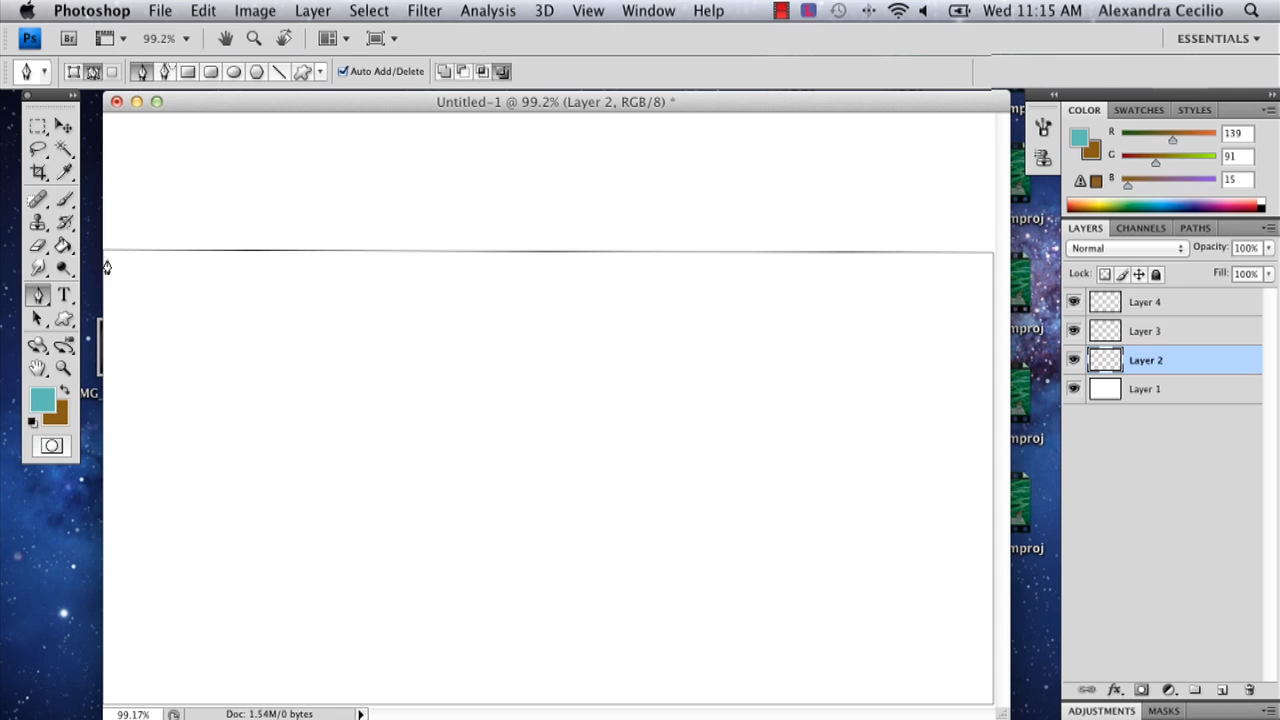 Photoshop File Edit Image Layer Select Filter Analysis 3D View Window Help Wed 11:15 AM Alexandra Cecilio
Ps Br 99.2% ESSENTIALS
Auto Add/Delete
Untitled-1 @ 99.2% (Layer 2, RGB/8) *
COLOR SWATCHES STYLES
R 139
G 91
B 15
LAYERS CHANNELS PATHS
Normal Opacity: 100%
Lock: Fill: 100%
Layer 4
Layer 3
Layer 2
Layer 1
T
mproj
mproj
mproj
mproj
99.17% Doc: 1.54M/0 bytes
ADJUSTMENTS MASKS